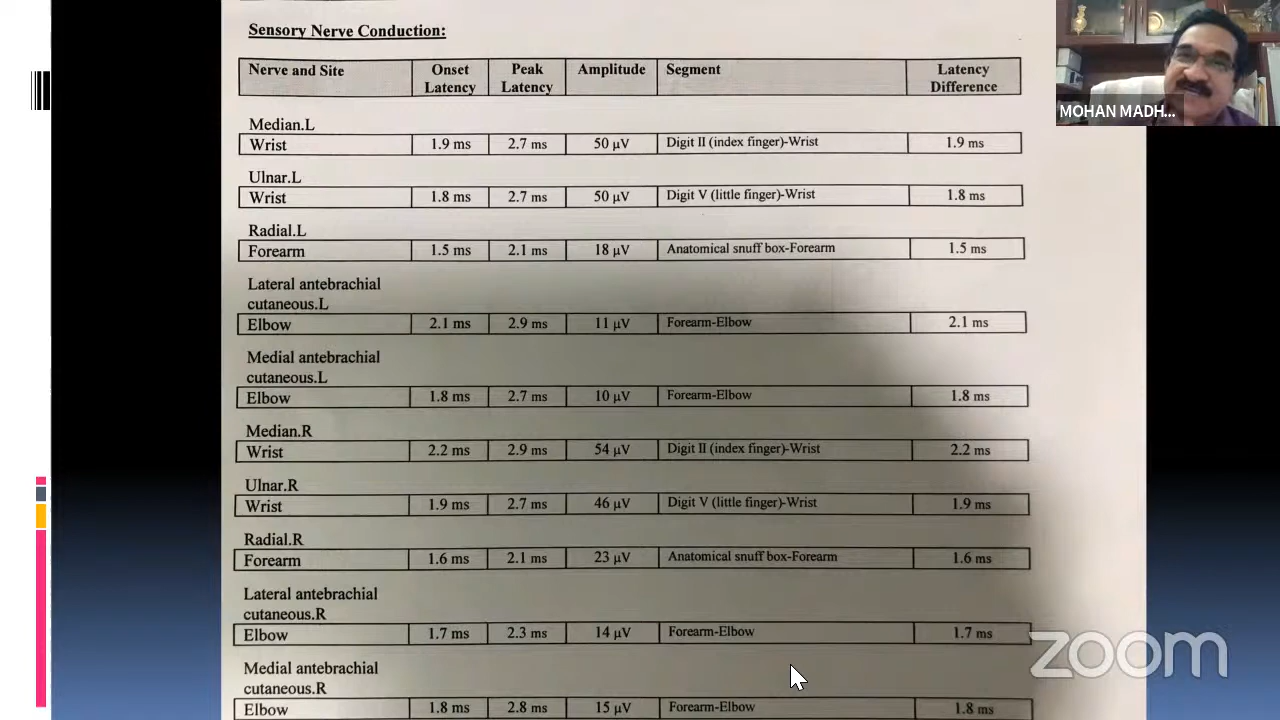 Sensory Nerve Conduction:
Nerve and Site Onset Latency Peak Latency Amplitude Segment Latency Difference
Median.L
Wrist 1.9 ms 2.7 ms 50 µV Digit II (index finger)-Wrist 1.9 ms
Ulnar.L
Wrist 1.8 ms 2.7 ms 50 µV Digit V (little finger)-Wrist 1.8 ms
Radial.L
Forearm 1.5 ms 2.1 ms 18 µV Anatomical snuff box-Forearm 1.5 ms
Lateral antebrachial
cutaneous.L
Elbow 2.1 ms 2.9 ms 11 µV Forearm-Elbow 2.1 ms
Medial antebrachial
cutaneous.L
Elbow 1.8 ms 2.7 ms 10 µV Forearm-Elbow 1.8 ms
Median.R
Wrist 2.2 ms 2.9 ms 54 µV Digit II (index finger)-Wrist 2.2 ms
Ulnar.R
Wrist 1.9 ms 2.7 ms 46 µV Digit V (little finger)-Wrist 1.9 ms
Radial.R
Forearm 1.6 ms 2.1 ms 23 µV Anatomical snuff box-Forearm 1.6 ms
Lateral antebrachial
cutaneous.R
Elbow 1.7 ms 2.3 ms 14 µV Forearm-Elbow 1.7 ms
Medial antebrachial
cutaneous.R
Elbow 1.8 ms 2.8 ms 15 µV Forearm-Elbow 1.8 ms
MOHAN MADH...
zoom